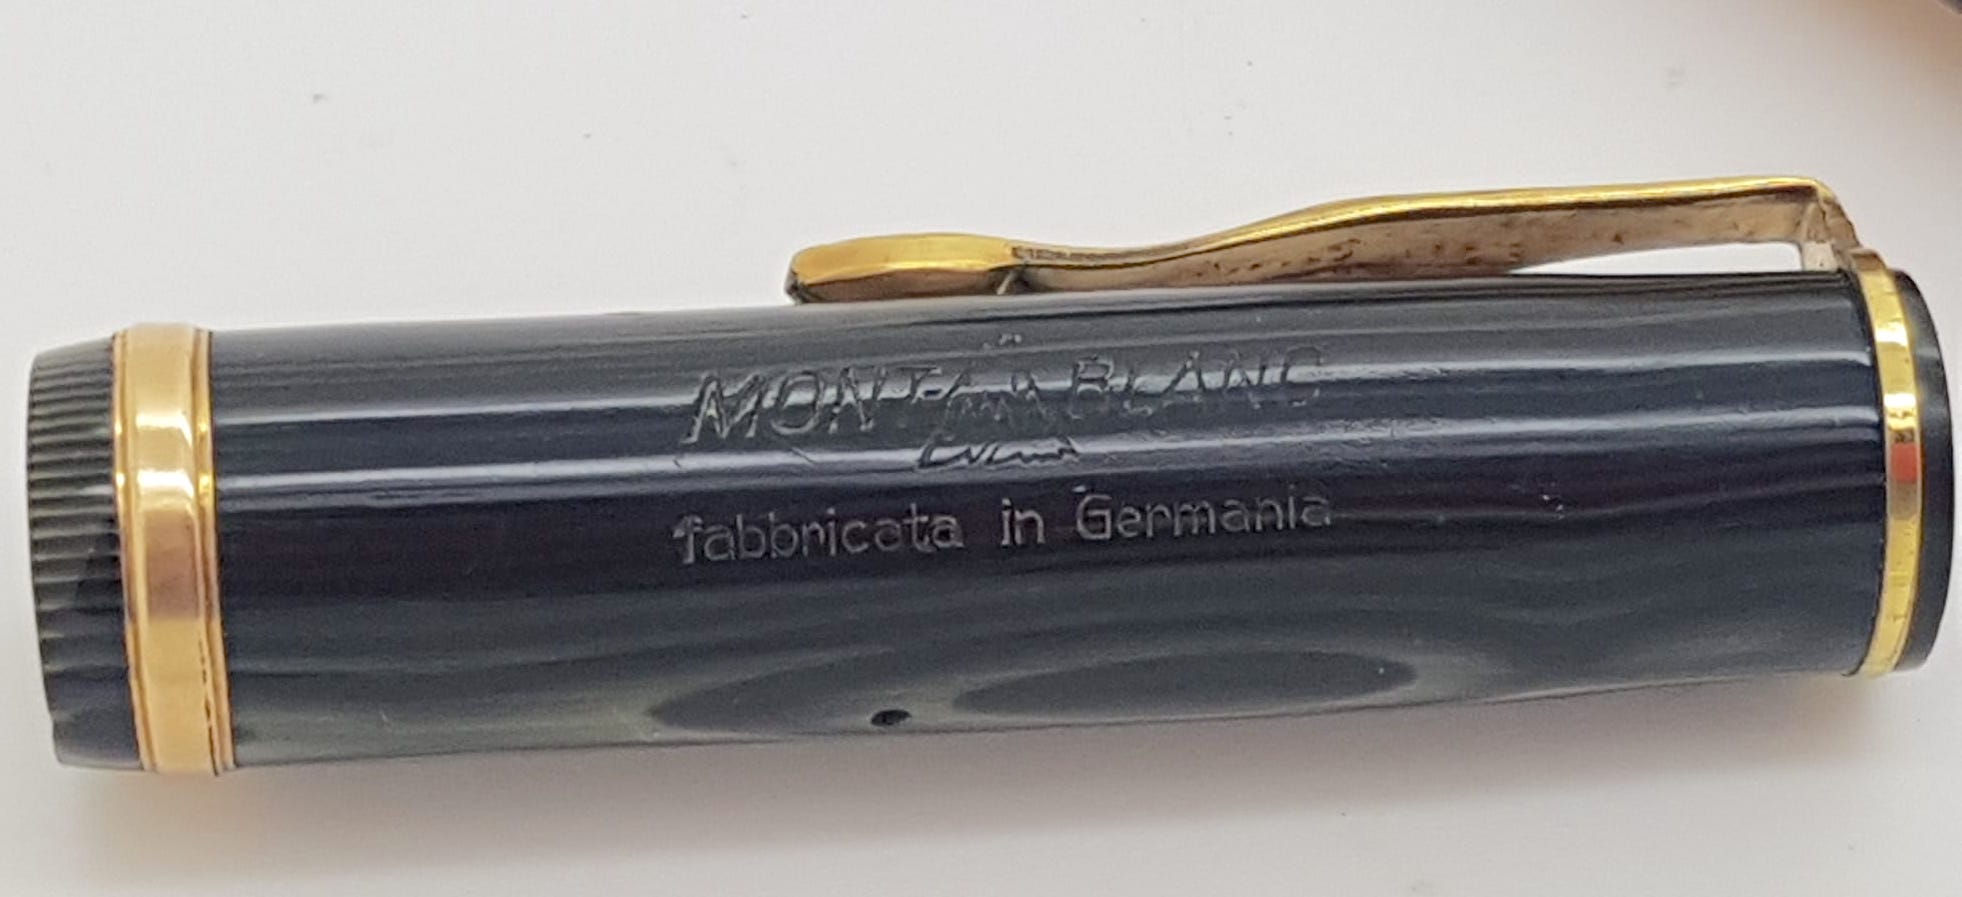 MONTBLANC
fabbricata in Germania